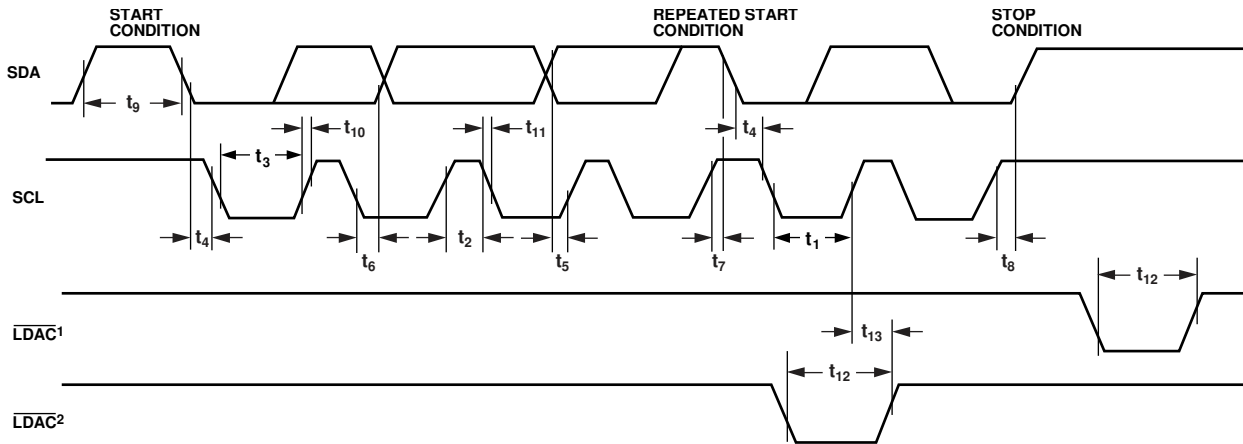 START
CONDITION
REPEATED START
CONDITION
STOP
CONDITION
SDA
t9
t10
t11
t4
t3
SCL
t4
t6
t2
t5
t7
t1
t8
t12
LDAC1
t13
t12
LDAC2